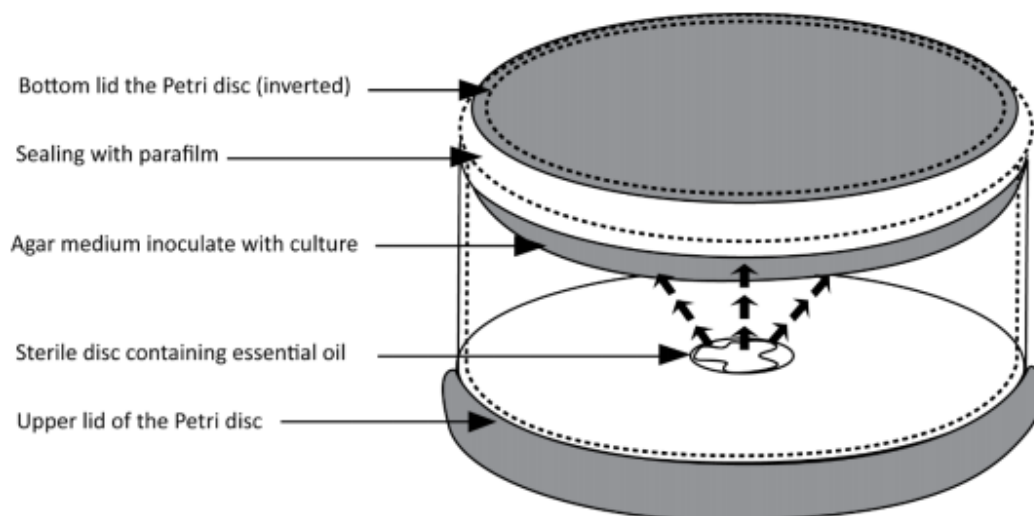 Bottom lid the Petri disc (inverted)
Sealing with parafilm
Agar medium inoculate with culture
Sterile disc containing essential oil
Upper lid of the Petri disc